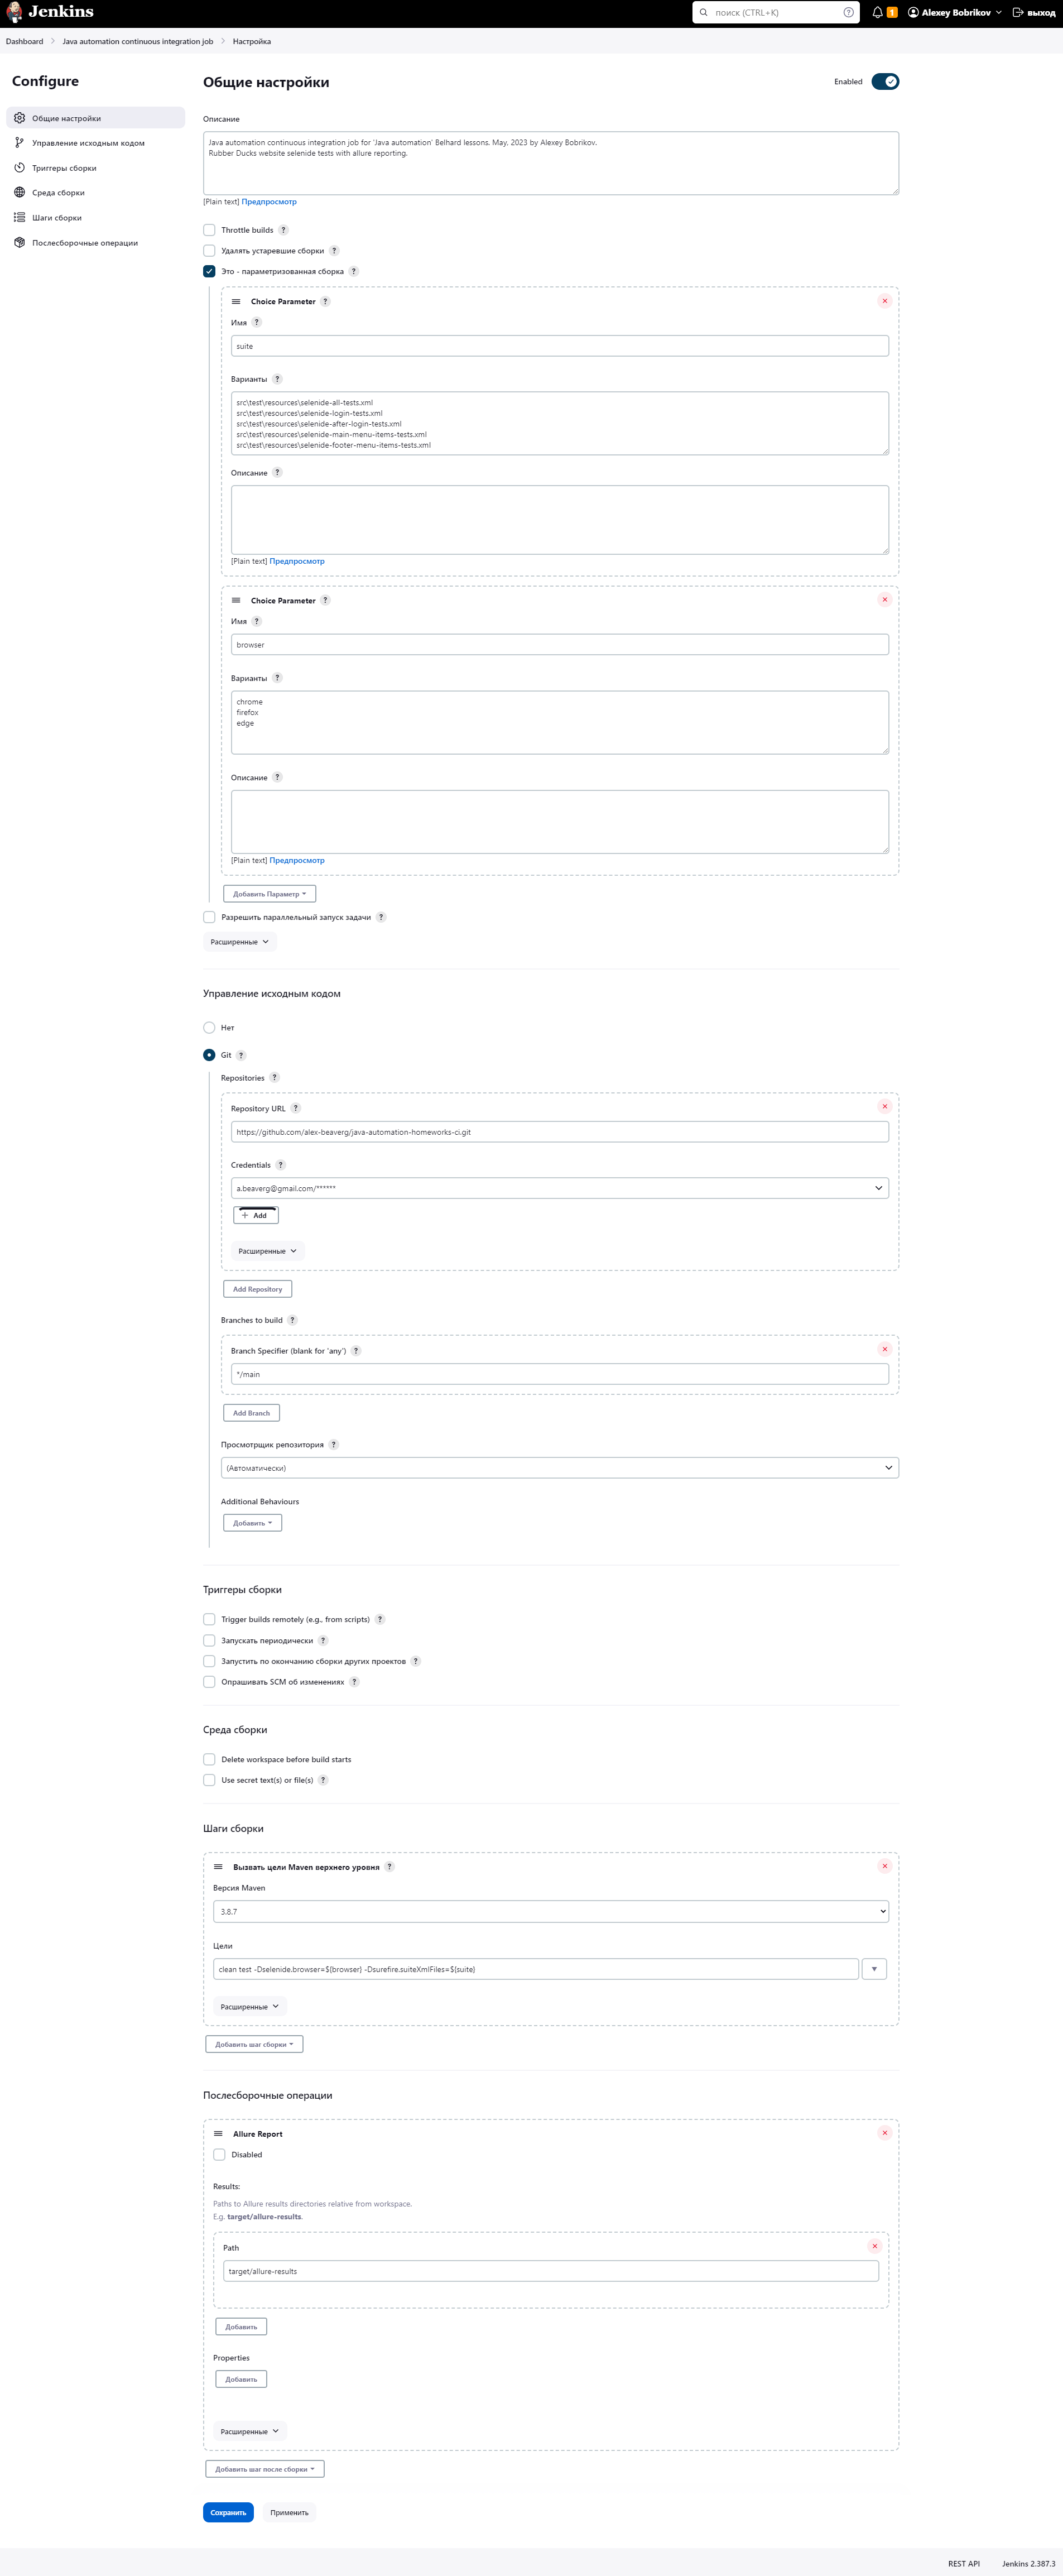 Jenkins
поиск (CTRL+K)
1
Alexey Bobrikov
выход
Dashboard
Java automation continuous integration job
Настройка
Configure
Общие настройки
Управление исходным кодом
Триггеры сборки
Среда сборки
Шаги сборки
Послесборочные операции
Общие настройки
Enabled
Описание
Java automation continuous integration job for 'Java automation' Belhard lessons. May, 2023 by Alexey Bobrikov.
Rubber Ducks website selenide tests with allure reporting.
[Plain text] Предпросмотр
Throttle builds ?
Удалять устаревшие сборки ?
Это - параметризованная сборка ?
Choice Parameter ?
Имя ?
suite
Варианты ?
src\test\resources\selenide-all-tests.xml
src\test\resources\selenide-login-tests.xml
src\test\resources\selenide-after-login-tests.xml
src\test\resources\selenide-main-menu-items-tests.xml
src\test\resources\selenide-footer-menu-items-tests.xml
Описание ?
[Plain text] Предпросмотр
Choice Parameter ?
Имя ?
browser
Варианты ?
chrome
firefox
edge
Описание ?
[Plain text] Предпросмотр
Добавить Параметр
Разрешить параллельный запуск задачи ?
Расширенные
Управление исходным кодом
Нет
Git ?
Repositories ?
Repository URL ?
https://github.com/alex-beaverg/java-automation-homeworks-ci.git
Credentials ?
a.beaverg@gmail.com/******
+ Add
Расширенные
Add Repository
Branches to build ?
Branch Specifier (blank for 'any') ?
*/main
Add Branch
Просмотрщик репозитория ?
(Автоматически)
Additional Behaviours
Добавить
Триггеры сборки
Trigger builds remotely (e.g., from scripts) ?
Запускать периодически ?
Запустить по окончанию сборки других проектов ?
Опрашивать SCM об изменениях ?
Среда сборки
Delete workspace before build starts
Use secret text(s) or file(s) ?
Шаги сборки
Вызвать цели Maven верхнего уровня ?
Версия Maven
3.8.7
Цели
clean test -Dselenide.browser=${browser} -Dsurefire.suiteXmlFiles=${suite}
Расширенные
Добавить шаг сборки
Послесборочные операции
Allure Report
Disabled
Results:
Paths to Allure results directories relative from workspace.
E.g. target/allure-results.
Path
target/allure-results
Добавить
Properties
Добавить
Расширенные
Добавить шаг после сборки
Сохранить
Применить
REST API
Jenkins 2.387.3